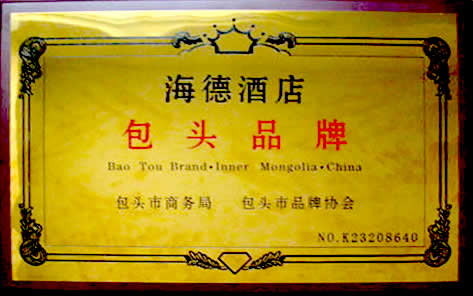 海德酒店
包头品牌
Bao Tou Brand·Inner Mongolia·China
包头市商务局 包头市品牌协会
NO.K23208640